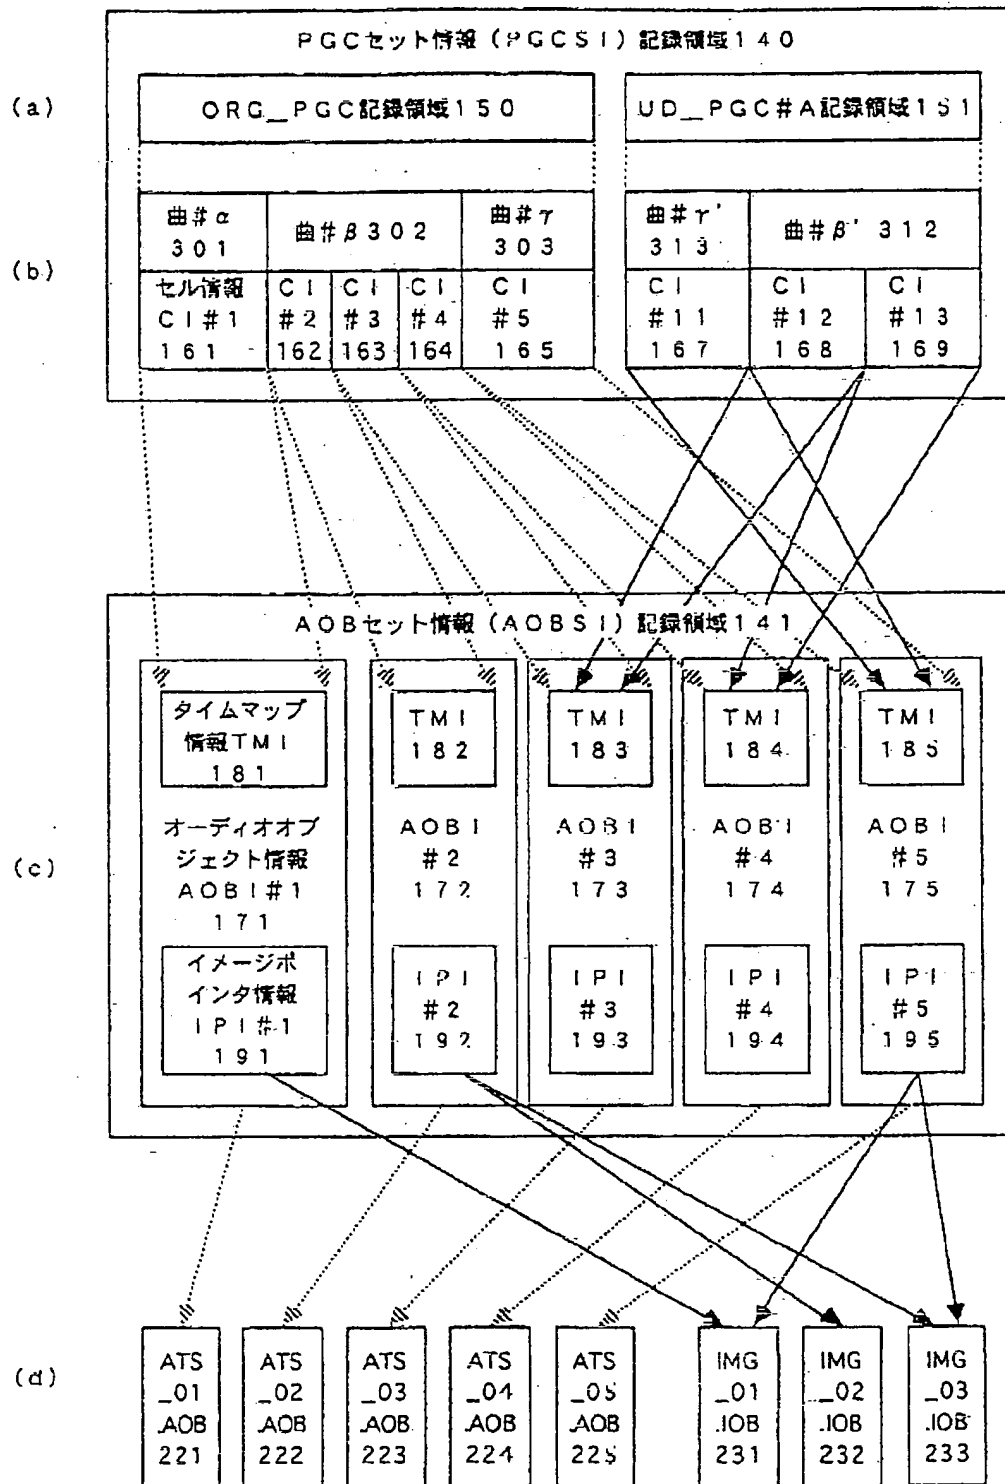 PGCセット情報（PGCSI）記録領域140
(a)
ORG__PGC記録領域150
UD__PGC#A記録領域151
(b)
曲#α
301
曲#β302
曲#γ
303
曲#γ'
313
曲#β'312
セル情報
CI#1
161
CI
#2
162
CI
#3
163
CI
#4
164
CI
#5
165
CI
#11
167
CI
#12
168
CI
#13
169
AOBセット情報（AOBSI）記録領域141
(c)
タイムマップ
情報TMI
181
TMI
182
TMI
183
TMI
184
TMI
185
オーディオオブ
ジェクト情報
AOBI#1
171
AOBI
#2
172
AOBI
#3
173
AOBI
#4
174
AOBI
#5
175
イメージポ
インタ情報
IPI#1
191
IPI
#2
192
IPI
#3
193
IPI
#4
194
IPI
#5
195
(d)
ATS
_01
.AOB
221
ATS
_02
.AOB
222
ATS
_03
.AOB
223
ATS
_04
.AOB
224
ATS
_05
.AOB
225
IMG
_01
.IOB
231
IMG
_02
.IOB
232
IMG
_03
.IOB
233